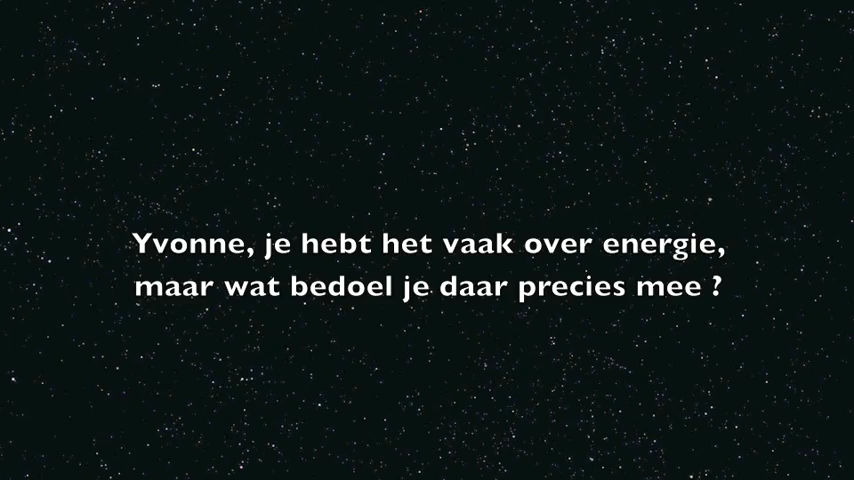 Yvonne, je hebt het vaak over energie,
maar wat bedoel je daar precies mee ?